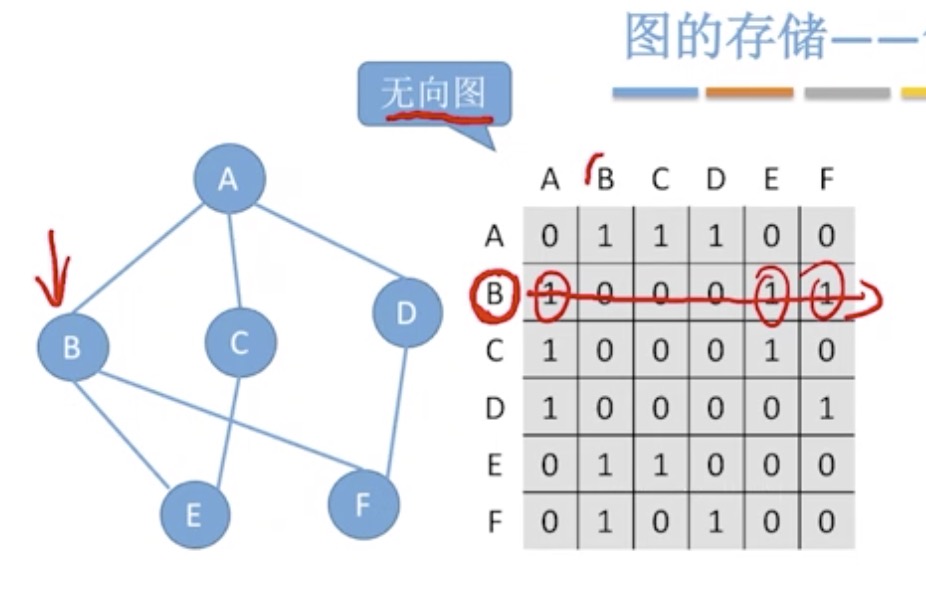 图的存储——
无向图
A
B
C
D
E
F
A B C D E F
A 0 1 1 1 0 0
B 1 0 0 0 1 1
C 1 0 0 0 1 0
D 1 0 0 0 0 1
E 0 1 1 0 0 0
F 0 1 0 1 0 0